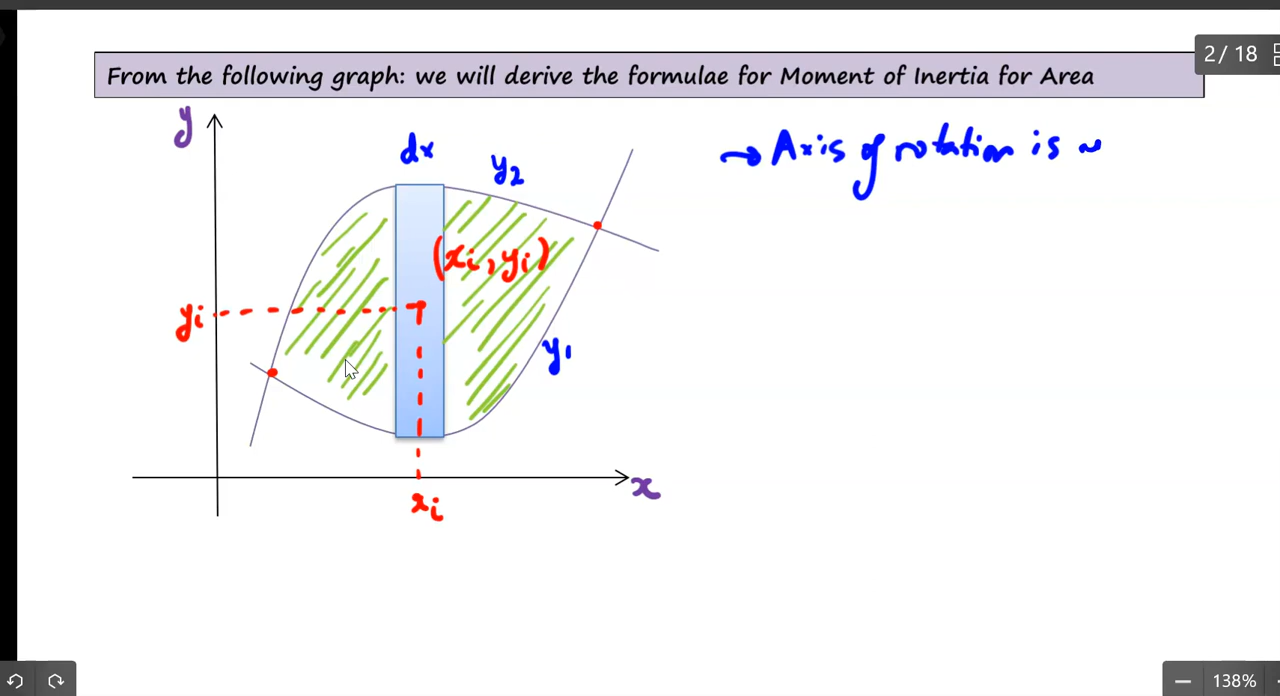 2 / 18
From the following graph: we will derive the formulae for Moment of Inertia for Area
y
dx
y2
→ Axis of rotation is
(xi, yi)
yi
y1
x
xi
138%